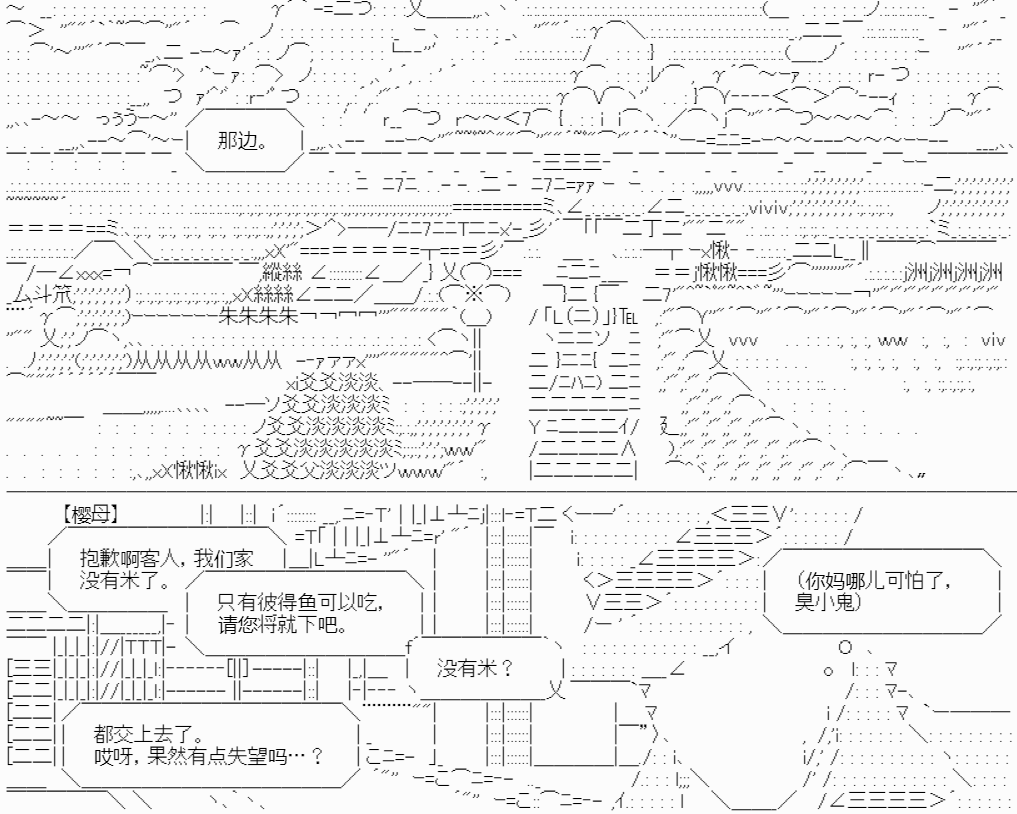 那边。
【樱母】
抱歉啊客人，我们家
没有米了。
只有彼得鱼可以吃，
请您将就下吧。
没有米？
都交上去了。
哎呀，果然有点失望吗…？
（你妈哪儿可怕了，
臭小鬼）